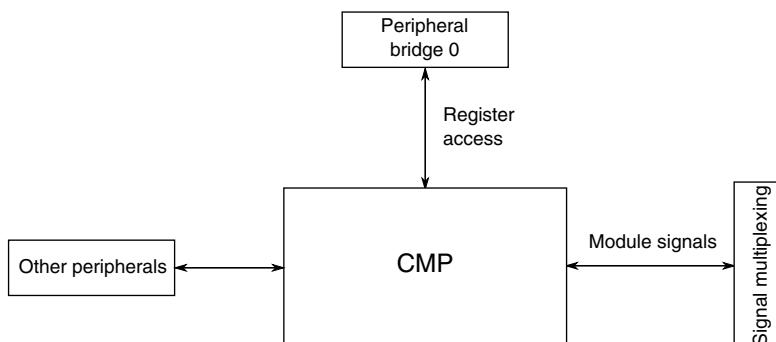 Peripheral
bridge 0
Register
access
Other peripherals
CMP
Module signals
Signal multiplexing